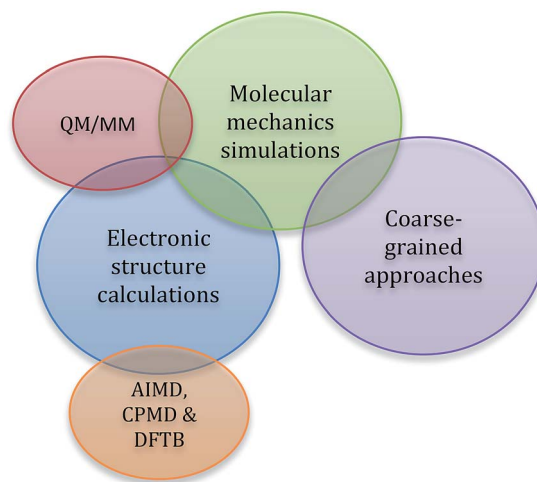 QM/MM
Molecular
mechanics
simulations
Electronic
structure
calculations
Coarse-
grained
approaches
AIMD,
CPMD &
DFTB